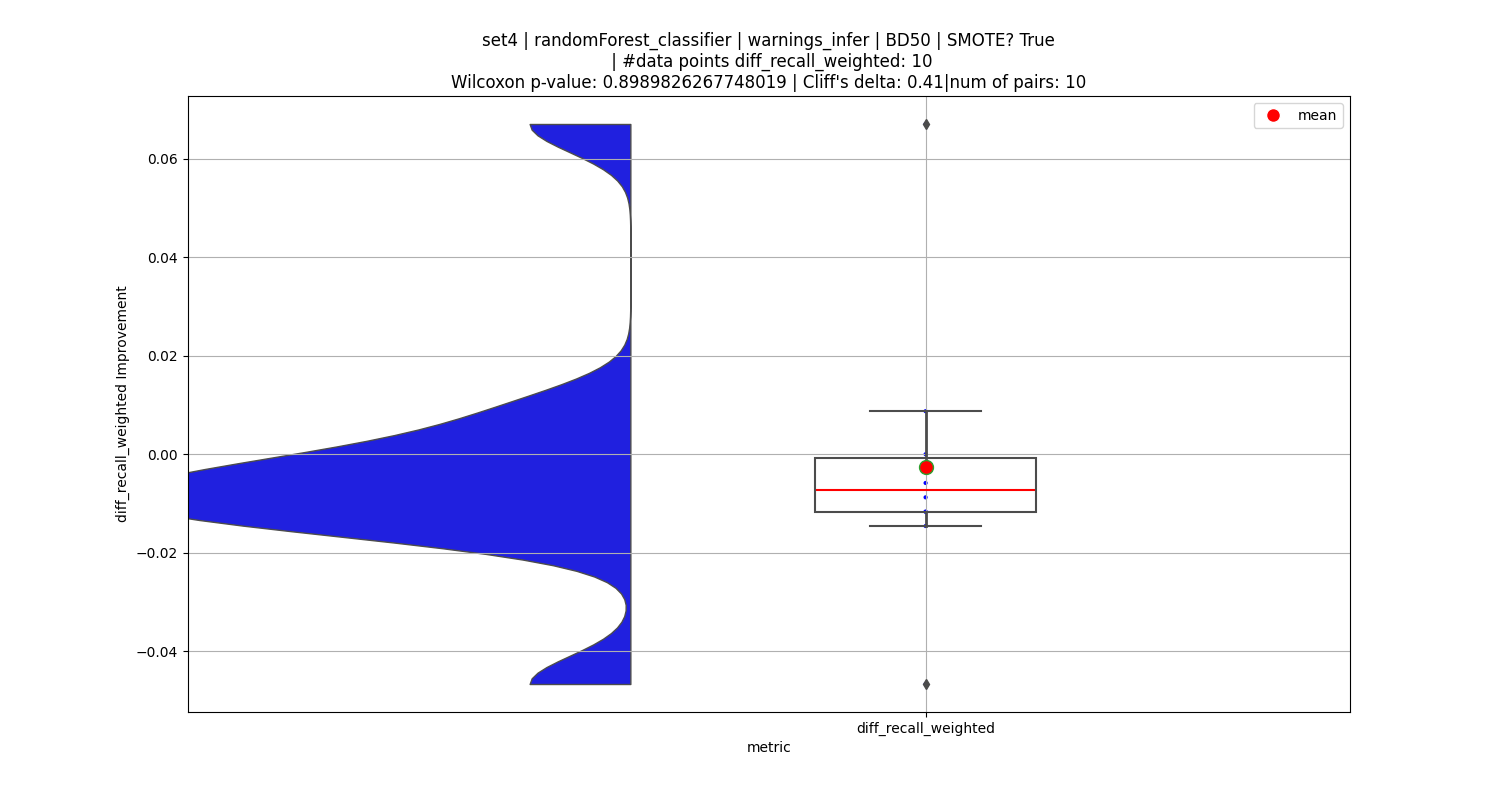 set4 | randomForest_classifier | warnings_infer | BD50 | SMOTE? True
| #data points diff_recall_weighted: 10
Wilcoxon p-value: 0.8989826267748019 | Cliff's delta: 0.41|num of pairs: 10
mean
0.06
0.04
0.02
0.00
−0.02
−0.04
diff_recall_weighted Improvement
diff_recall_weighted
metric